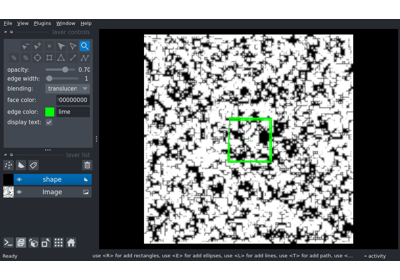 File View Plugins Window Help
layer controls
opacity: 0.70
edge width: 1
blending: translucen
face color: 00000000
edge color: lime
display text:
layer list
shape
Image
Ready use <R> for add rectangles, use <E> for add ellipses, use <L> for add lines, use <T> for add path, use <... activity